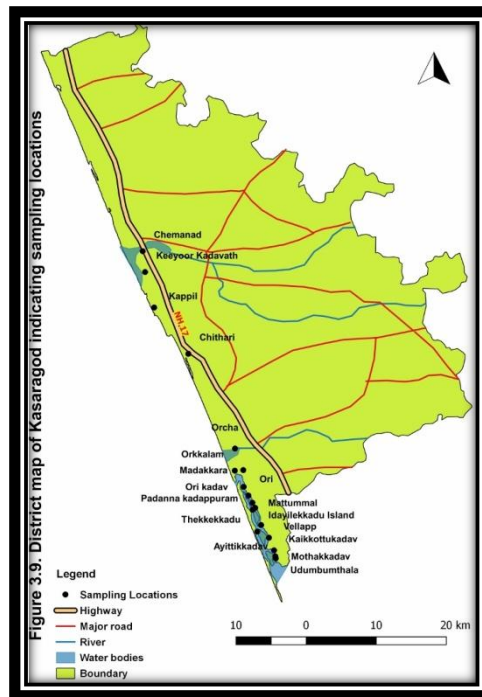 Figure 3.9. District map of Kasaragod indicating sampling locations
Chemanad
Keeyoor Kadavath
Kappil
NH.17
Chithari
Orcha
Orkkalam
Madakkara
Ori
Ori kadav
Padanna kadappuram
Mattummal
Idayilekkadu Island
Thekkekkadu
Vellapp
Kaikkottukadav
Ayittikkadav
Mothakkadav
Udumbumthala
Legend
Sampling Locations
Highway
Major road
River
Water bodies
Boundary
10 0 10 20 km